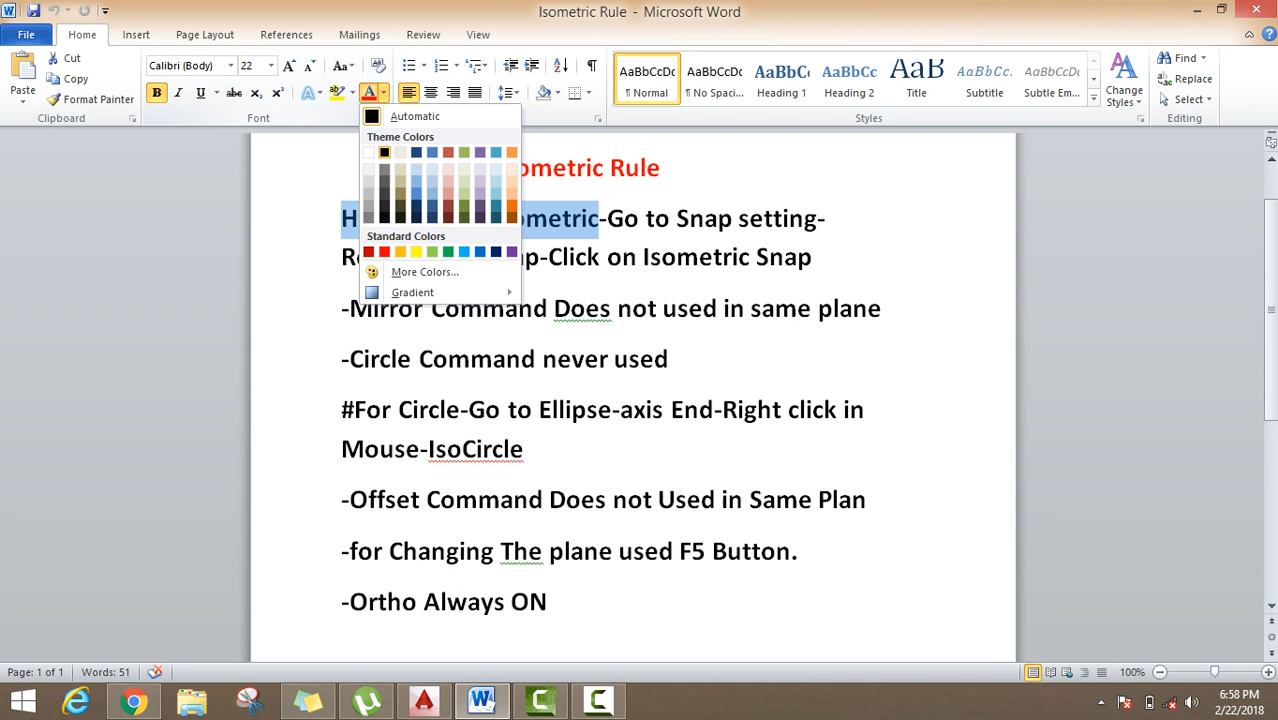 Isometric Rule - Microsoft Word
File Home Insert Page Layout References Mailings Review View
Cut
Copy
Format Painter
Paste
Clipboard
Calibri (Body) 22
Font
AaBbCcDc AaBbCcDc AaBbC AaBbCc AaB AaBbCc. AaBbCcDc
¶ Normal ¶ No Spaci... Heading 1 Heading 2 Title Subtitle Subtle Em...
Styles
Change Styles
Find
Replace
Select
Editing
Automatic
Theme Colors
Standard Colors
More Colors...
Gradient
ometric Rule
H ometric-Go to Snap setting-
ap-Click on Isometric Snap
-Mirror Command Does not used in same plane
-Circle Command never used
#For Circle-Go to Ellipse-axis End-Right click in
Mouse-IsoCircle
-Offset Command Does not Used in Same Plan
-for Changing The plane used F5 Button.
-Ortho Always ON
Page: 1 of 1 Words: 51 100%
6:58 PM
2/22/2018